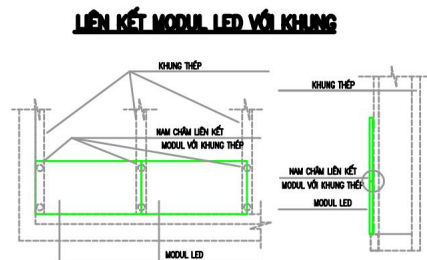 LIÊN KẾT MODUL LED VỚI KHUNG
KHUNG THÉP
NAM CHÂM LIÊN KẾT
MODUL VỚI KHUNG THÉP
MODUL LED
KHUNG THÉP
NAM CHÂM LIÊN KẾT
MODUL VỚI KHUNG THÉP
MODUL LED